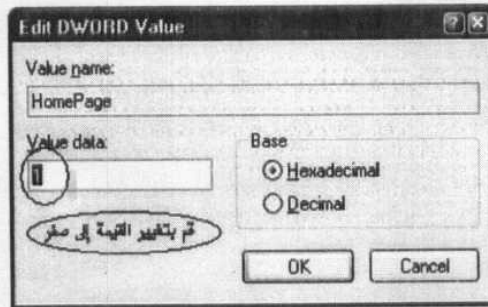 Edit DWORD Value
Value name:
HomePage
Value data:
1
Base
Hexadecimal
Decimal
قم بتغيير القيمة إلى صفر
OK
Cancel